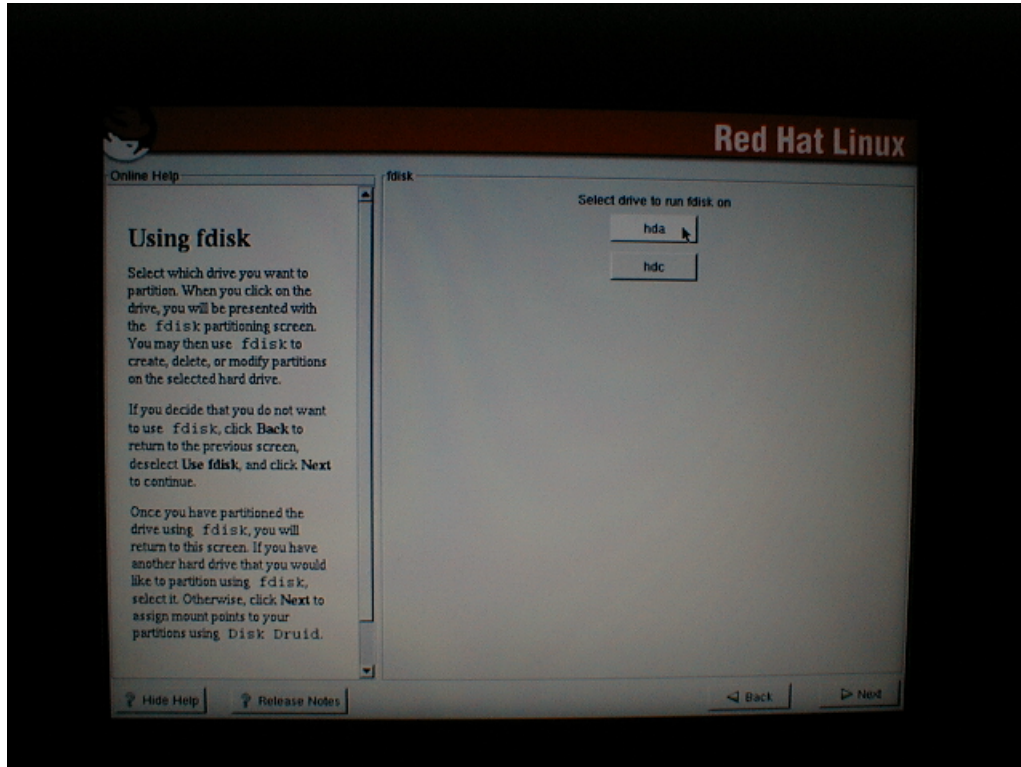 Red Hat Linux
Online Help
Using fdisk
Select which drive you want to
partition. When you click on the
drive, you will be presented with
the fdisk partitioning screen.
You may then use fdisk to
create, delete, or modify partitions
on the selected hard drive.
If you decide that you do not want
to use fdisk, click Back to
return to the previous screen,
deselect Use fdisk, and click Next
to continue.
Once you have partitioned the
drive using fdisk, you will
return to this screen. If you have
another hard drive that you would
like to partition using fdisk,
select it. Otherwise, click Next to
assign mount points to your
partitions using Disk Druid.
fdisk
Select drive to run fdisk on
hda
hdc
? Hide Help
? Release Notes
Back
Next